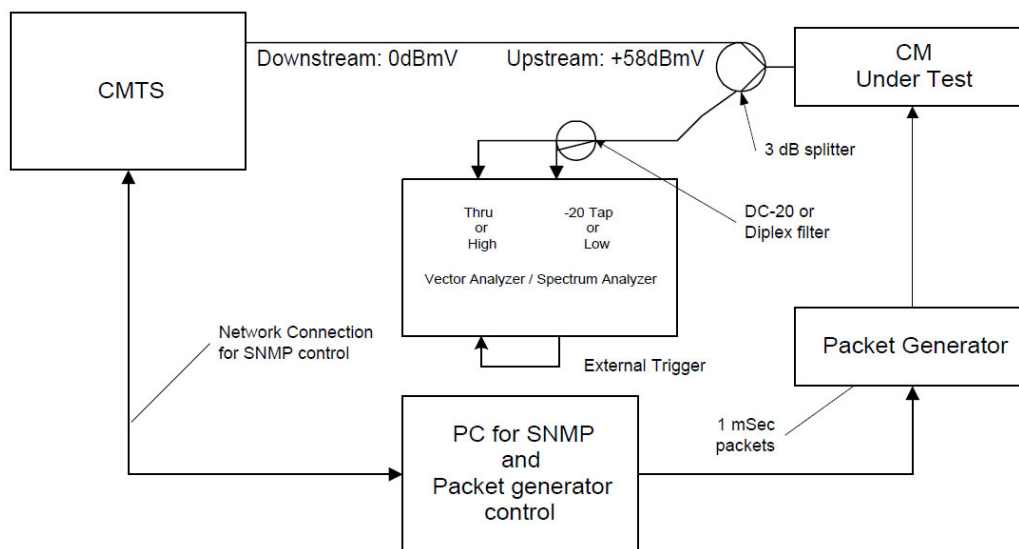 CMTS
Downstream: 0dBmV
Upstream: +58dBmV
CM
Under Test
3 dB splitter
DC-20 or
Diplex filter
Thru
or
High
-20 Tap
or
Low
Vector Analyzer / Spectrum Analyzer
External Trigger
Network Connection
for SNMP control
Packet Generator
1 mSec
packets
PC for SNMP
and
Packet generator
control